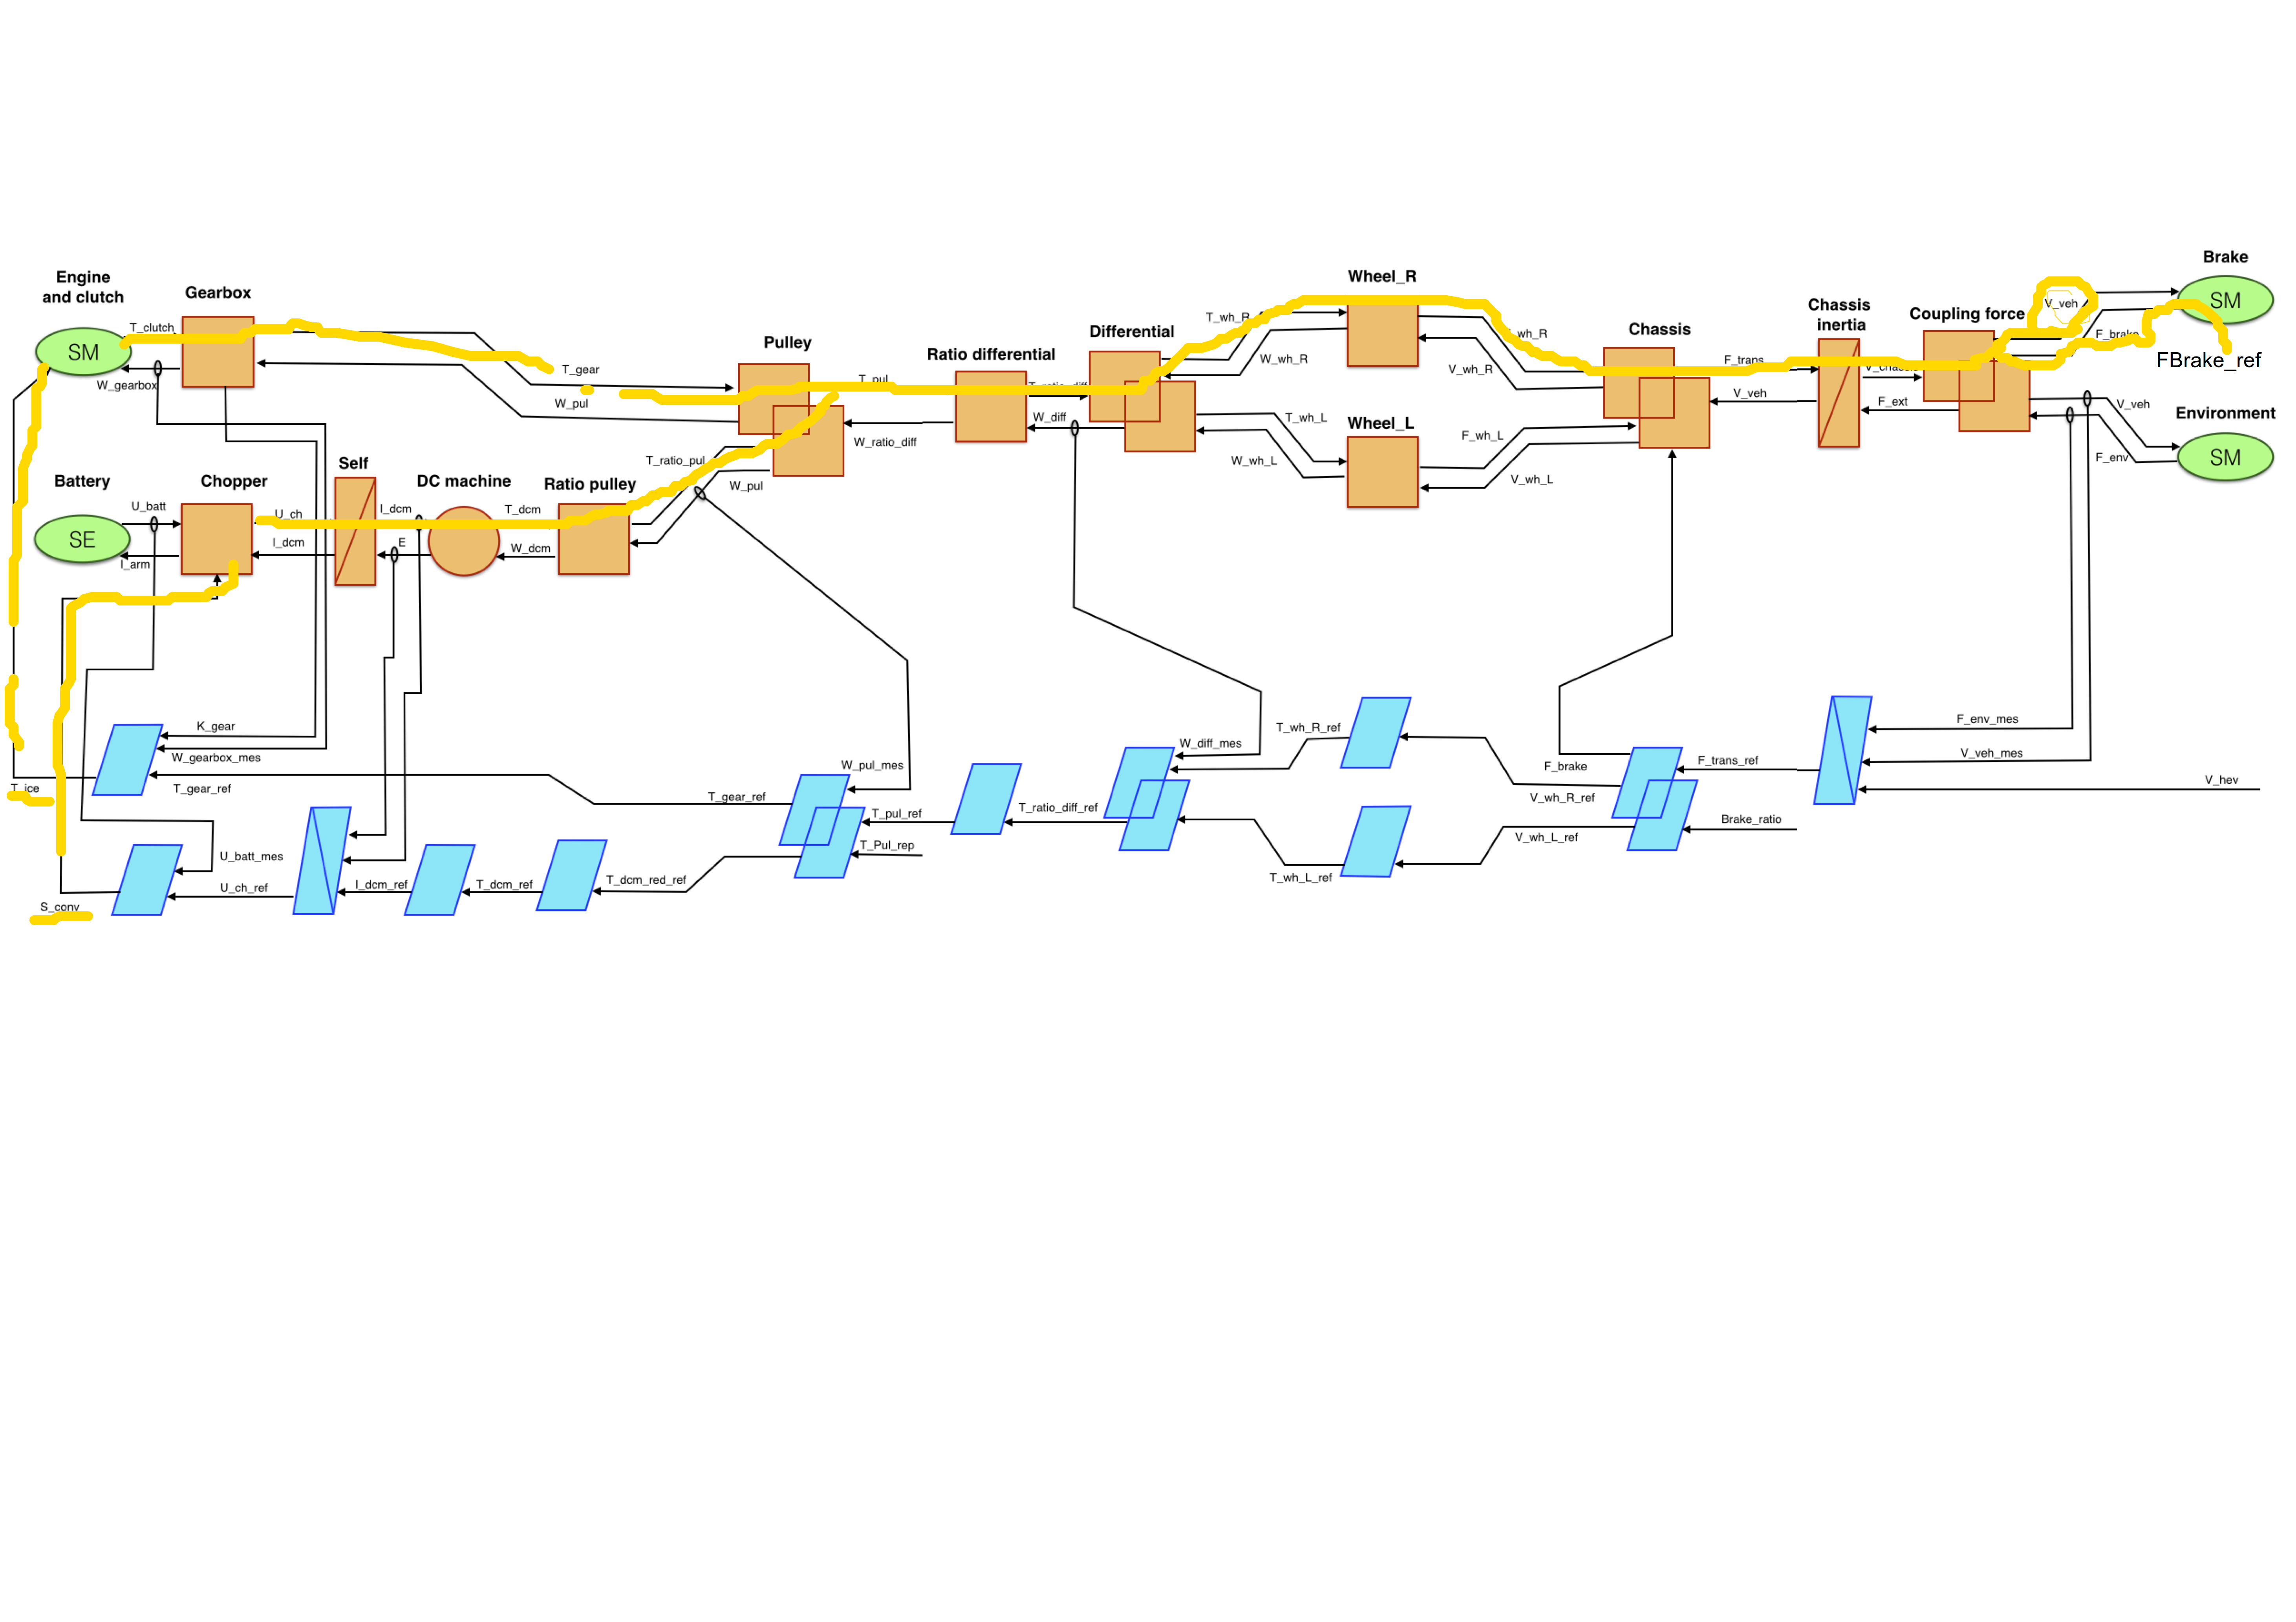 Brake
Engine
and clutch
Gearbox
Wheel_R
Chassis
inertia
Coupling force
V_veh
SM
T_clutch
T_wh_R
F_brake
FBrake_ref
SM
Pulley
Differential
Chassis
wh_R
Ratio differential
T_gear
T_pul
W_wh_R
V_wh_R
F_trans
W_gearbox
W_pul
W_diff
V_veh
F_ext
V_veh
Environment
T_wh_L
Wheel_L
F_wh_L
W_ratio_diff
W_wh_L
V_wh_L
F_env
SM
Battery
Chopper
Self
DC machine
Ratio pulley
T_ratio_pul
W_pul
U_batt
U_ch
I_dcm
T_dcm
SE
I_dcm
E
W_dcm
I_arm
K_gear
W_gearbox_mes
T_gear_ref
T_ice
W_pul_mes
T_gear_ref
T_pul_ref
T_Pul_rep
T_ratio_diff_ref
W_diff_mes
T_wh_R_ref
T_wh_L_ref
F_brake
V_wh_R_ref
V_wh_L_ref
F_trans_ref
Brake_ratio
F_env_mes
V_veh_mes
V_hev
U_batt_mes
U_ch_ref
I_dcm_ref
T_dcm_ref
T_dcm_red_ref
S_conv